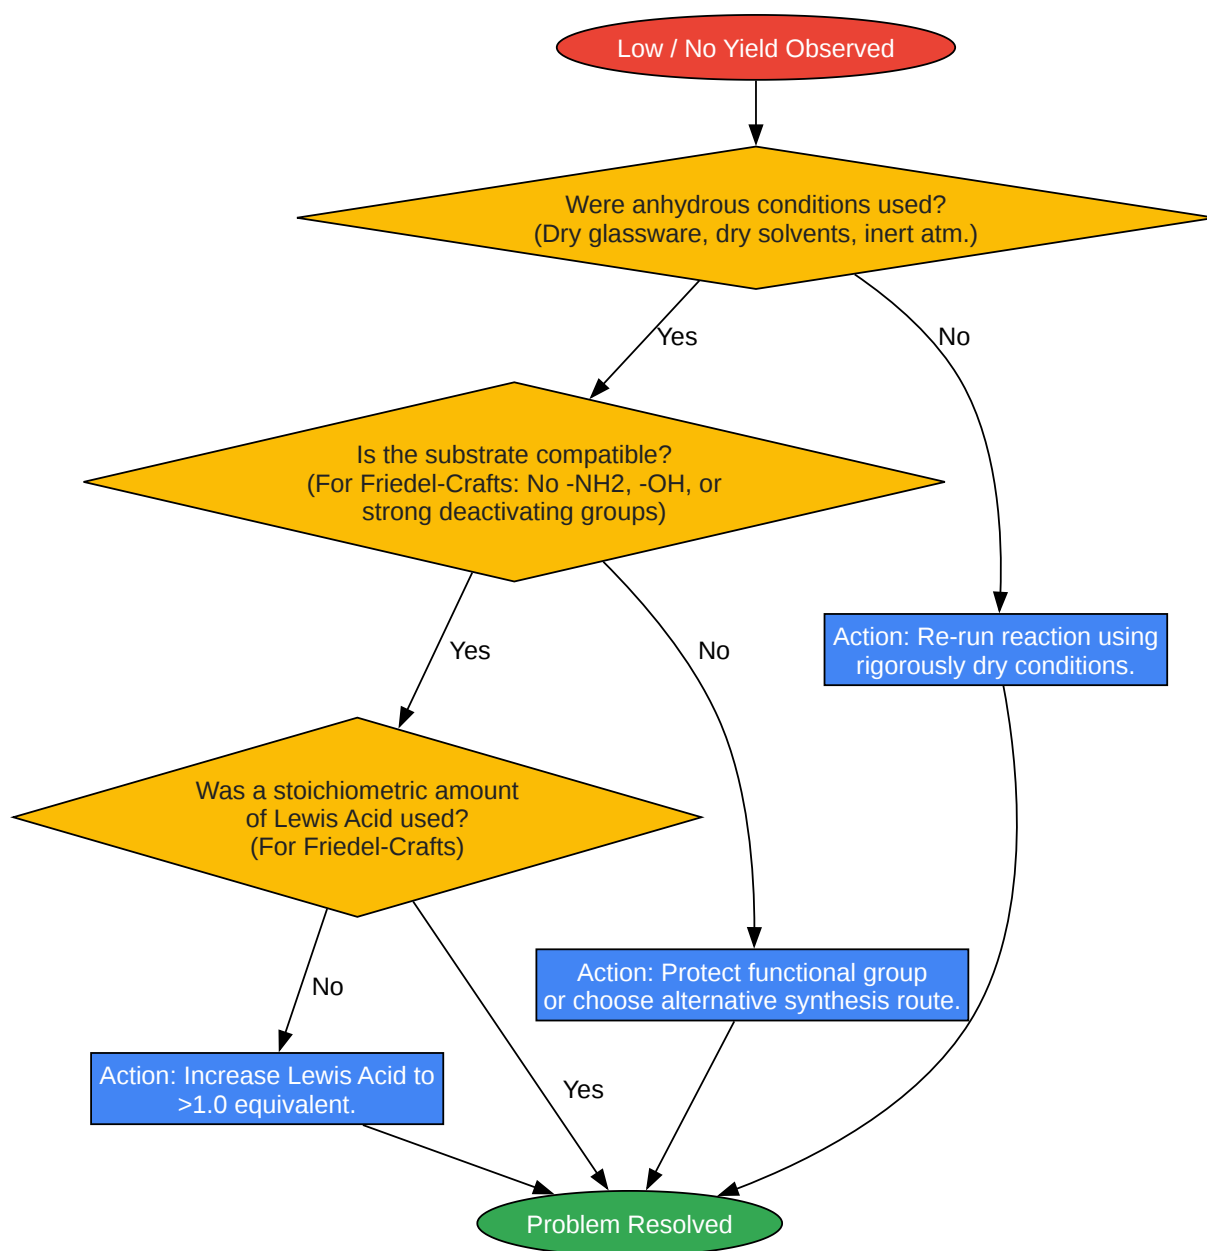 Low / No Yield Observed
Were anhydrous conditions used?
(Dry glassware, dry solvents, inert atm.)
Yes
No
Is the substrate compatible?
(For Friedel-Crafts: No -NH2, -OH, or
strong deactivating groups)
Yes
No
Action: Re-run reaction using
rigorously dry conditions.
Was a stoichiometric amount
of Lewis Acid used?
(For Friedel-Crafts)
Action: Protect functional group
or choose alternative synthesis route.
No
Yes
Action: Increase Lewis Acid to
>1.0 equivalent.
Problem Resolved